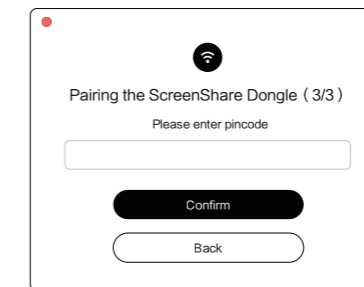 Pairing the ScreenShare Dongle（3/3）
Please enter pincode
Confirm
Back